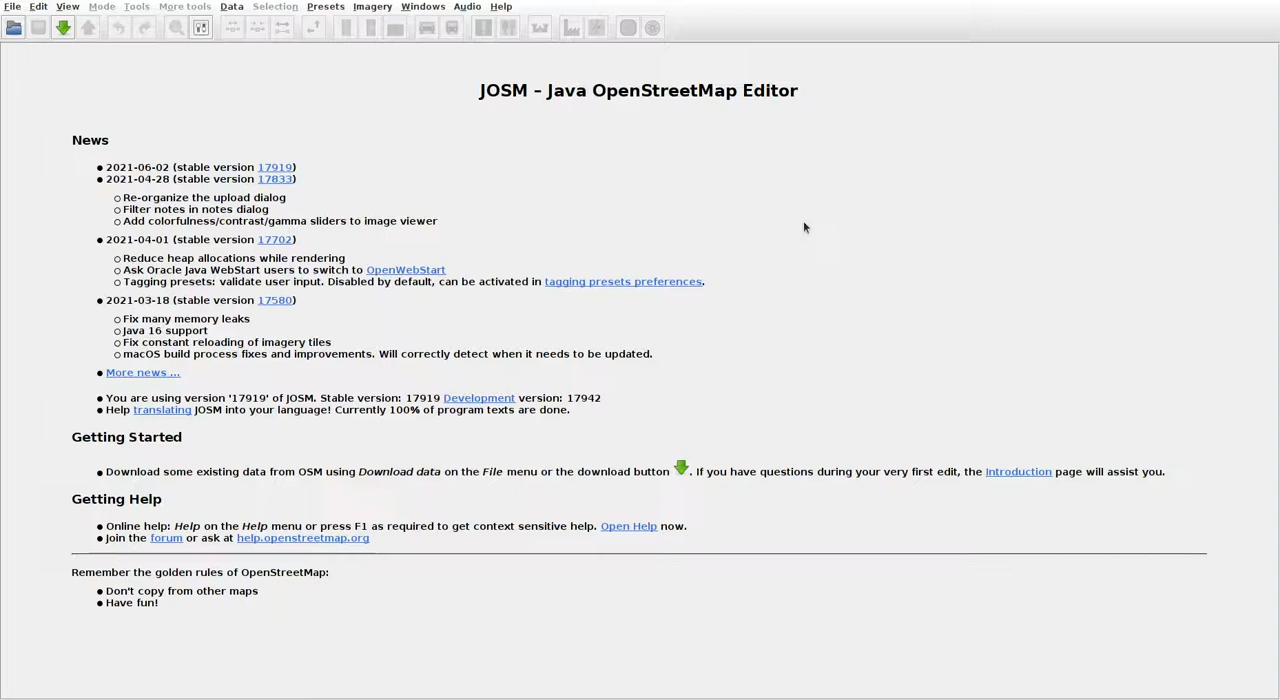 File Edit View Mode Tools More tools Data Selection Presets Imagery Windows Audio Help
JOSM – Java OpenStreetMap Editor
News
2021-06-02 (stable version 17919)
2021-04-28 (stable version 17833)
Re-organize the upload dialog
Filter notes in notes dialog
Add colorfulness/contrast/gamma sliders to image viewer
2021-04-01 (stable version 17702)
Reduce heap allocations while rendering
Ask Oracle Java WebStart users to switch to OpenWebStart
Tagging presets: validate user input. Disabled by default, can be activated in tagging presets preferences.
2021-03-18 (stable version 17580)
Fix many memory leaks
Java 16 support
Fix constant reloading of imagery tiles
macOS build process fixes and improvements. Will correctly detect when it needs to be updated.
More news ...
You are using version '17919' of JOSM. Stable version: 17919 Development version: 17942
Help translating JOSM into your language! Currently 100% of program texts are done.
Getting Started
Download some existing data from OSM using Download data on the File menu or the download button . If you have questions during your very first edit, the Introduction page will assist you.
Getting Help
Online help: Help on the Help menu or press F1 as required to get context sensitive help. Open Help now.
Join the forum or ask at help.openstreetmap.org
Remember the golden rules of OpenStreetMap:
Don't copy from other maps
Have fun!